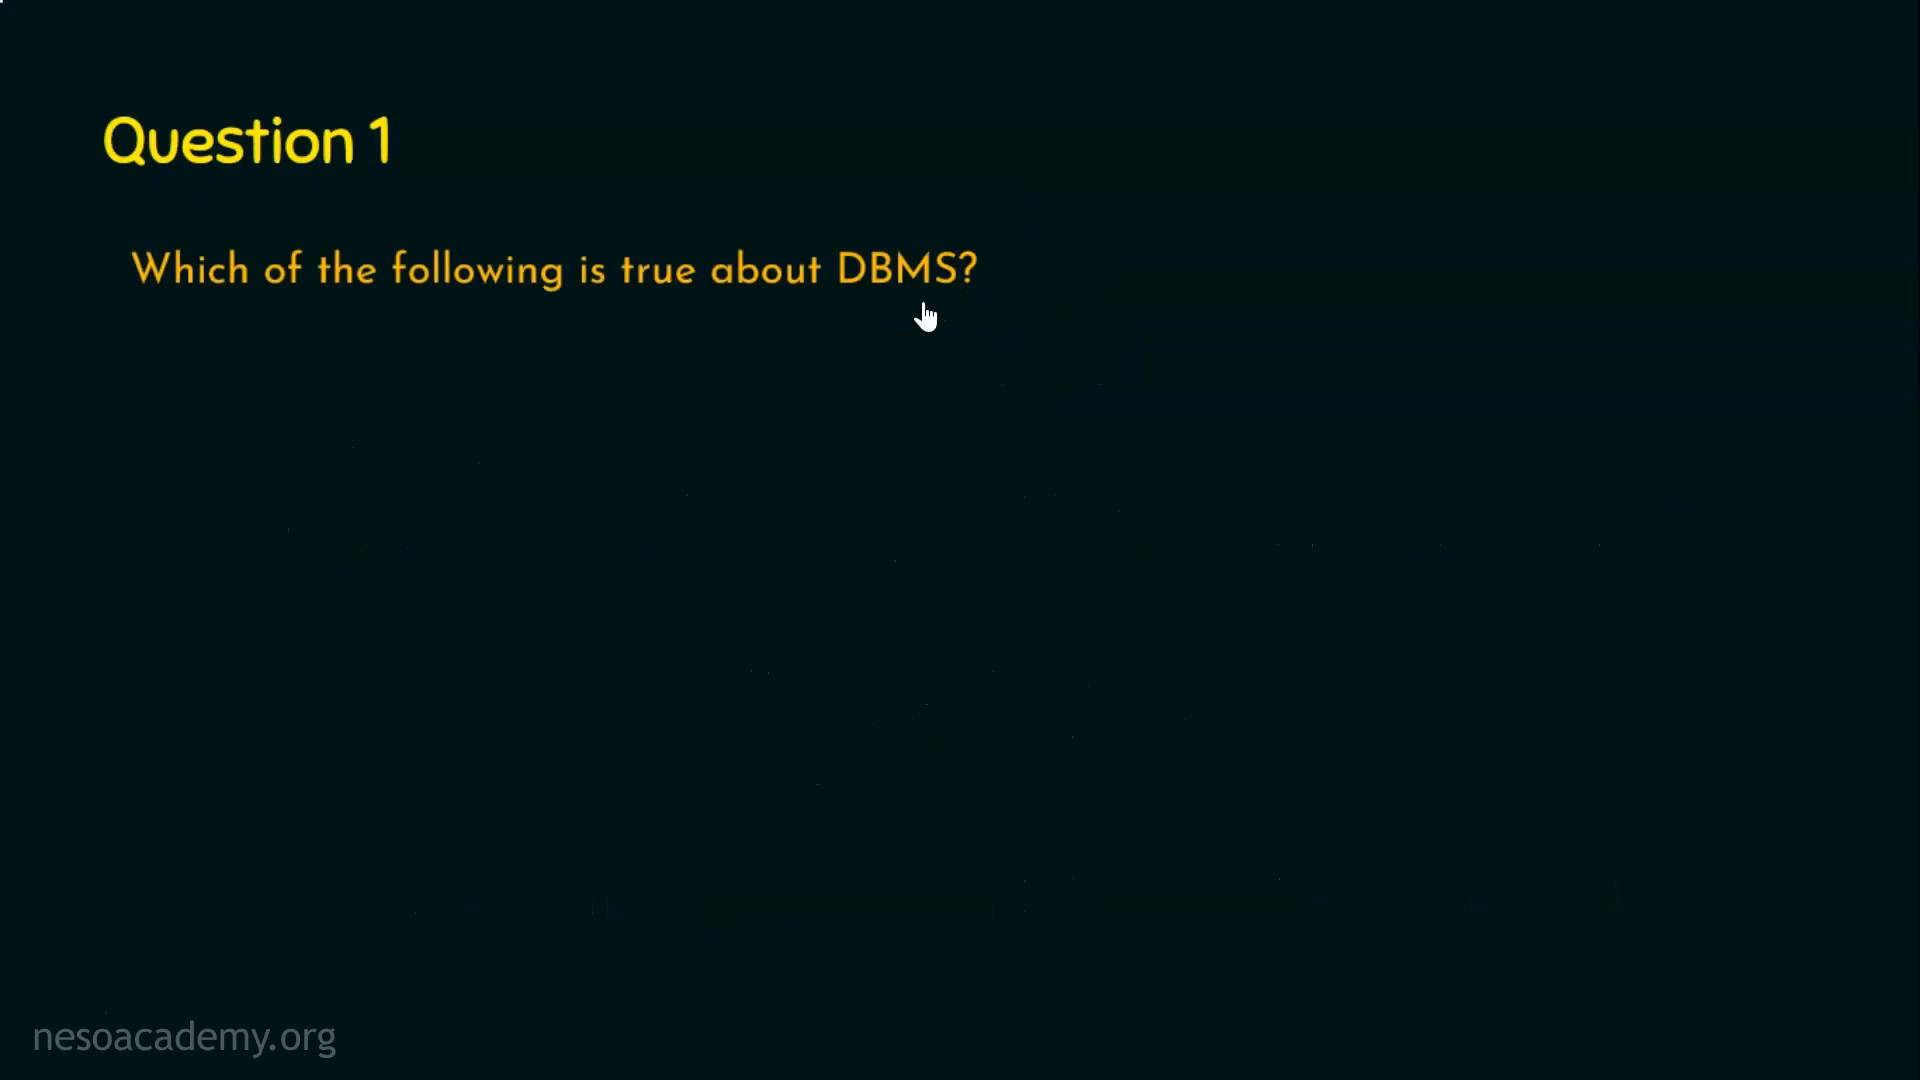 Question 1
Which of the following is true about DBMS?
nesoacademy.org